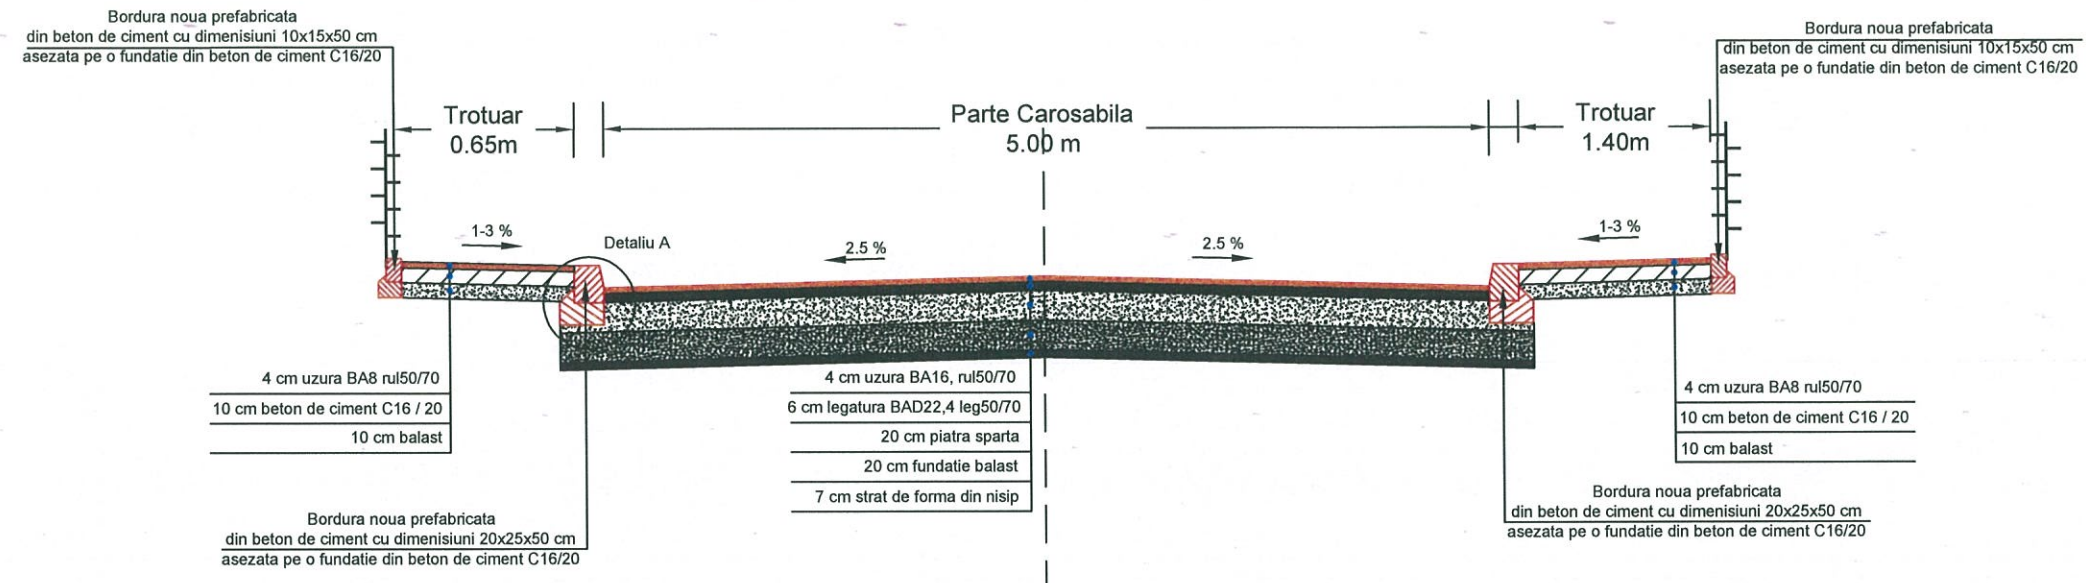 Bordura noua prefabricata
din beton de ciment cu dimenisiuni 10x15x50 cm
asezata pe o fundatie din beton de ciment C16/20
Bordura noua prefabricata
din beton de ciment cu dimenisiuni 10x15x50 cm
asezata pe o fundatie din beton de ciment C16/20
Trotuar
0.65m
Parte Carosabila
5.00 m
Trotuar
1.40m
1-3 %
Detaliu A
2.5 %
2.5 %
1-3 %
4 cm uzura BA8 rul50/70
10 cm beton de ciment C16 / 20
10 cm balast
4 cm uzura BA16, rul50/70
6 cm legatura BAD22,4 leg50/70
20 cm piatra sparta
20 cm fundatie balast
7 cm strat de forma din nisip
4 cm uzura BA8 rul50/70
10 cm beton de ciment C16 / 20
10 cm balast
Bordura noua prefabricata
din beton de ciment cu dimenisiuni 20x25x50 cm
asezata pe o fundatie din beton de ciment C16/20
Bordura noua prefabricata
din beton de ciment cu dimenisiuni 20x25x50 cm
asezata pe o fundatie din beton de ciment C16/20